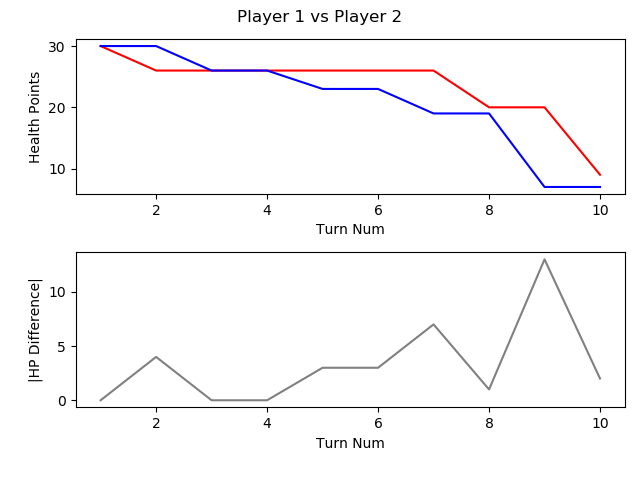 Player 1 vs Player 2
30
20
10
Health Points
2 4 6 8 10
Turn Num
10
5
0
|HP Difference|
2 4 6 8 10
Turn Num